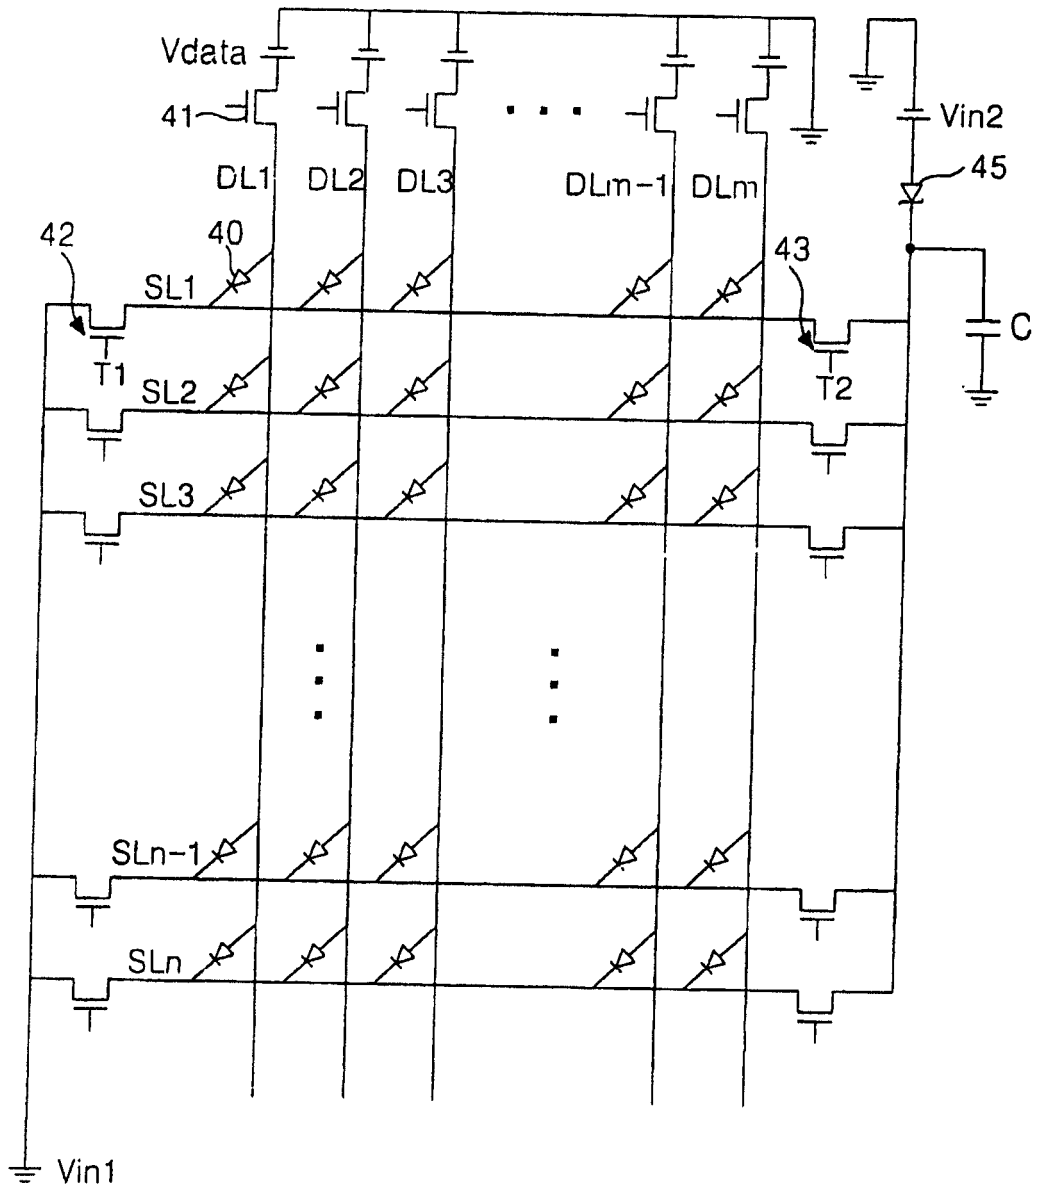 Vdata
Vin2
41
45
DL1
DL2
DL3
DLm-1
DLm
42
40
43
SL1
C
T1
T2
SL2
SL3
SLn-1
SLn
Vin1